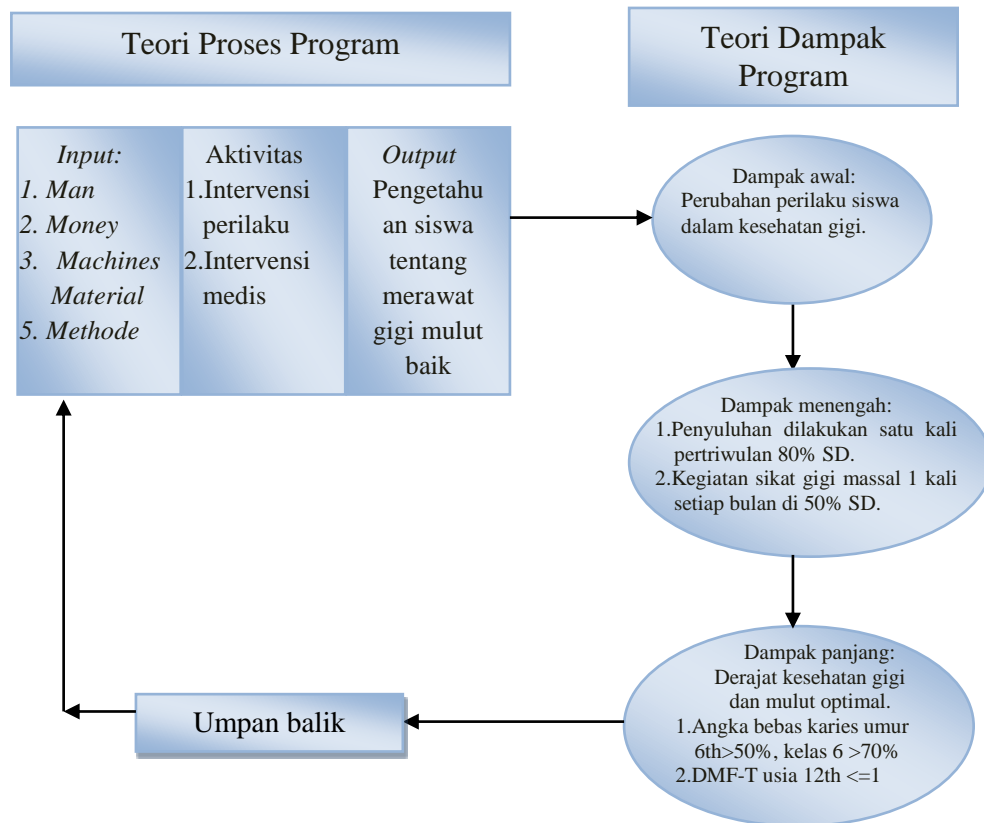 Teori Proses Program
Teori Dampak
Program
Input:
1. Man
2. Money
3. Machines
Material
5. Methode
Aktivitas
1.Intervensi
perilaku
2.Intervensi
medis
Output
Pengetahu
an siswa
tentang
merawat
gigi mulut
baik
Dampak awal:
Perubahan perilaku siswa
dalam kesehatan gigi.
Dampak menengah:
1.Penyuluhan dilakukan satu kali
pertriwulan 80% SD.
2.Kegiatan sikat gigi massal 1 kali
setiap bulan di 50% SD.
Dampak panjang:
Derajat kesehatan gigi
dan mulut optimal.
1.Angka bebas karies umur
6th>50%, kelas 6 >70%
2.DMF-T usia 12th <=1
Umpan balik